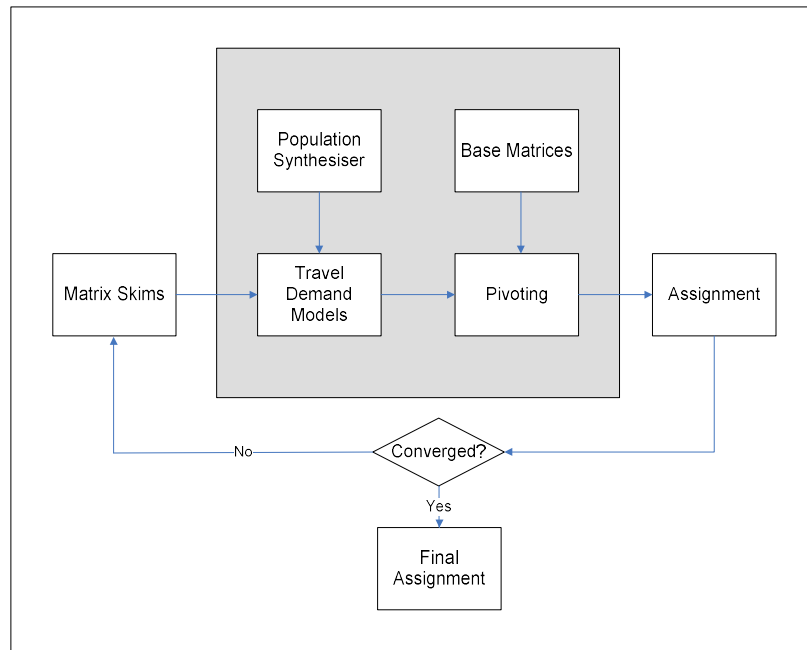 Population
Synthesiser
Base Matrices
Matrix Skims
Travel
Demand
Models
Pivoting
Assignment
No
Converged?
Yes
Final
Assignment